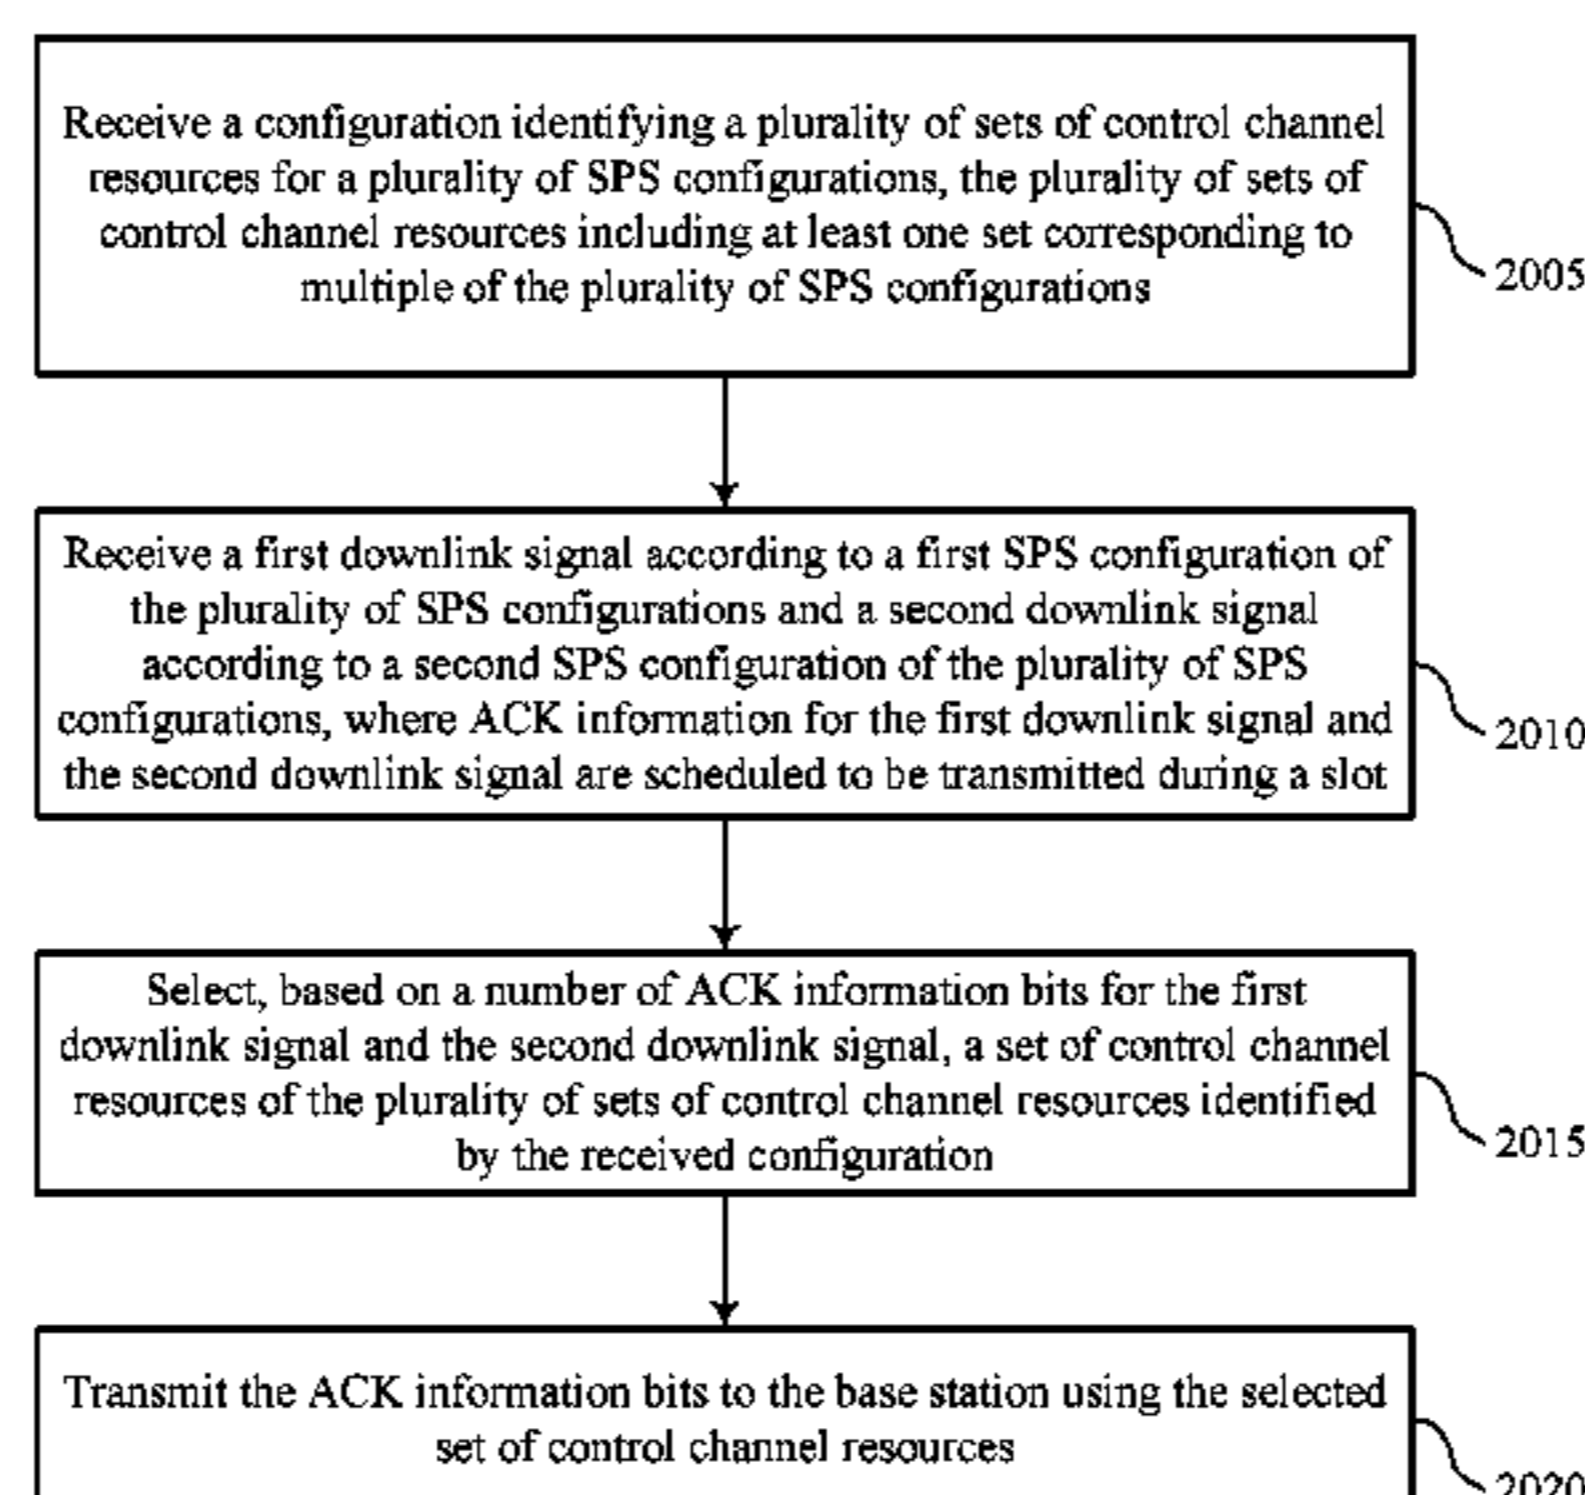 Receive a configuration identifying a plurality of sets of control channel
resources for a plurality of SPS configurations, the plurality of sets of
control channel resources including at least one set corresponding to
multiple of the plurality of SPS configurations
2005
Receive a first downlink signal according to a first SPS configuration of
the plurality of SPS configurations and a second downlink signal
according to a second SPS configuration of the plurality of SPS
configurations, where ACK information for the first downlink signal and
the second downlink signal are scheduled to be transmitted during a slot
2010
Select, based on a number of ACK information bits for the first
downlink signal and the second downlink signal, a set of control channel
resources of the plurality of sets of control channel resources identified
by the received configuration
2015
Transmit the ACK information bits to the base station using the selected
set of control channel resources
2020